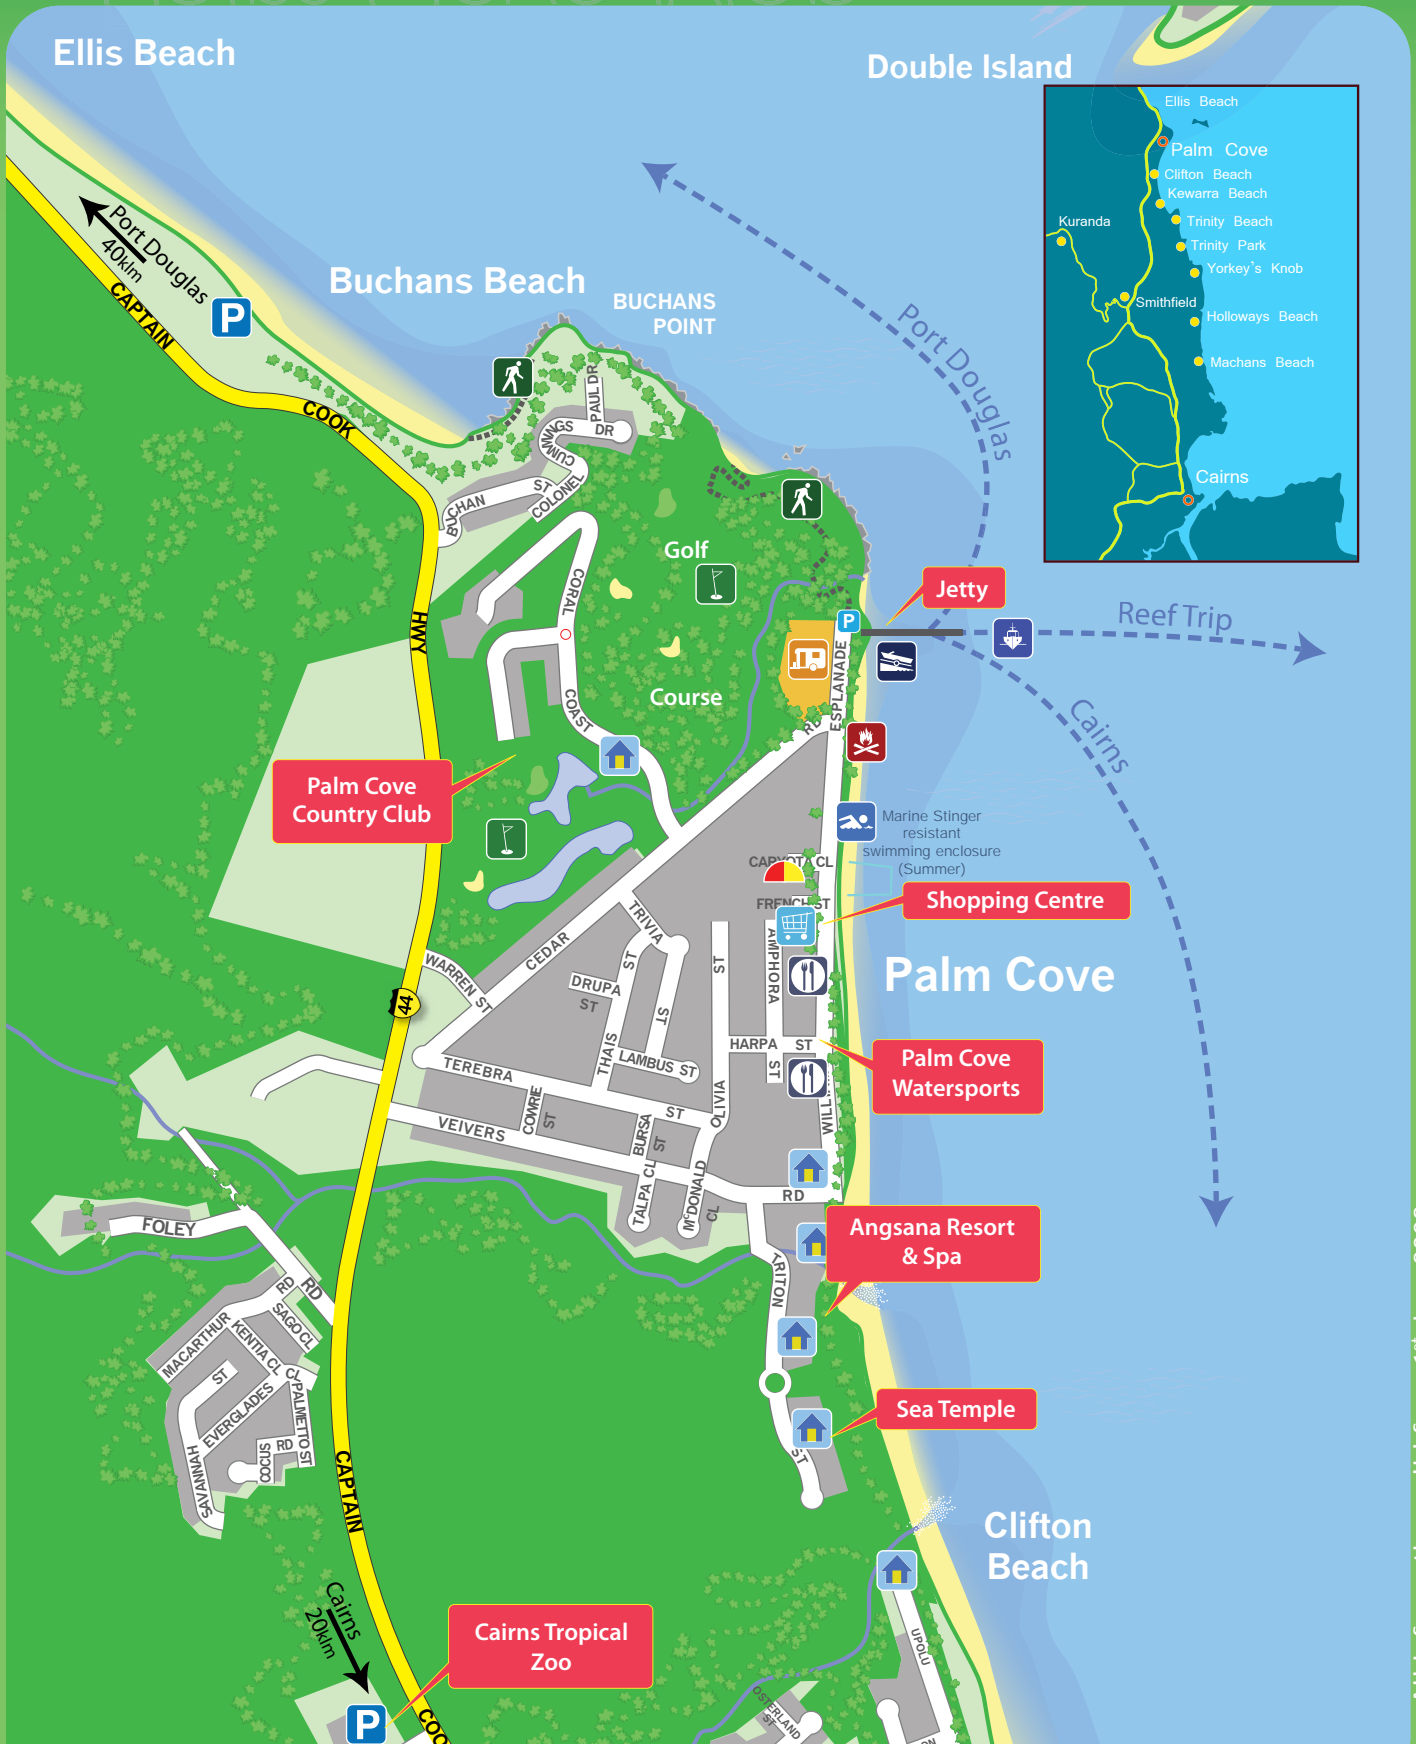 Ellis Beach
Double Island
Ellis Beach
Palm Cove
Clifton Beach
Kewarra Beach
Trinity Beach
Trinity Park
Yorkey's Knob
Kuranda
Smithfield
Holloways Beach
Machans Beach
Cairns
Port Douglas
40klm
P
CAPTAIN
COOK
HWY
Buchans Beach
BUCHANS
POINT
Port Douglas
PAUL DR
CUMMINGS DR
BUCHAN ST
COLONEL
Golf
Course
CORAL
COAST
Jetty
P
Reef Trip
Cairns
ESPLANADE
RD
Palm Cove
Country Club
Marine Stinger
resistant
swimming enclosure
(Summer)
CARYOTA CL
FRENCH ST
Shopping Centre
Palm Cove
CEDAR
TRIVIA
ST
WARREN ST
44
DRUPA
ST
THAIS
ST
LAMBUS ST
ST
AMPHORA
ST
HARPA ST
OLIVIA
Palm Cove
Watersports
TEREBRA
ST
COWRIE
ST
BURSA
ST
VEIVERS
RD
TALPA CL
McDONALD
CL
TRITON
ST
Angsana Resort
& Spa
Sea Temple
FOLEY
RD
MACARTHUR
RD
SAGO CL
KENTIA CL
CL
ST
EVERGLADES
PALMETTO ST
COCUS
RD
SAVANNAH
CAPTAIN
COO
Cairns
20klm
Cairns Tropical
Zoo
P
Clifton
Beach
UPOLU
OSTERLAND
ST